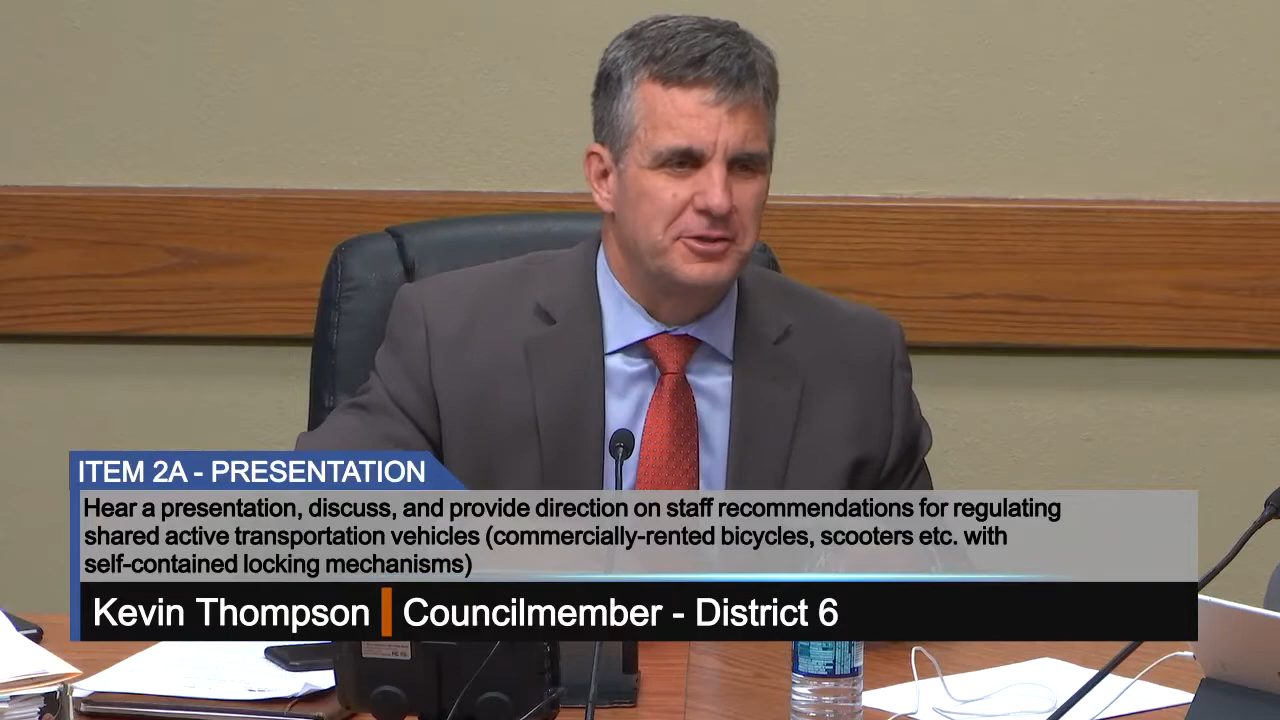 ITEM 2A - PRESENTATION
Hear a presentation, discuss, and provide direction on staff recommendations for regulating
shared active transportation vehicles (commercially-rented bicycles, scooters etc. with
self-contained locking mechanisms)
Kevin Thompson Councilmember - District 6